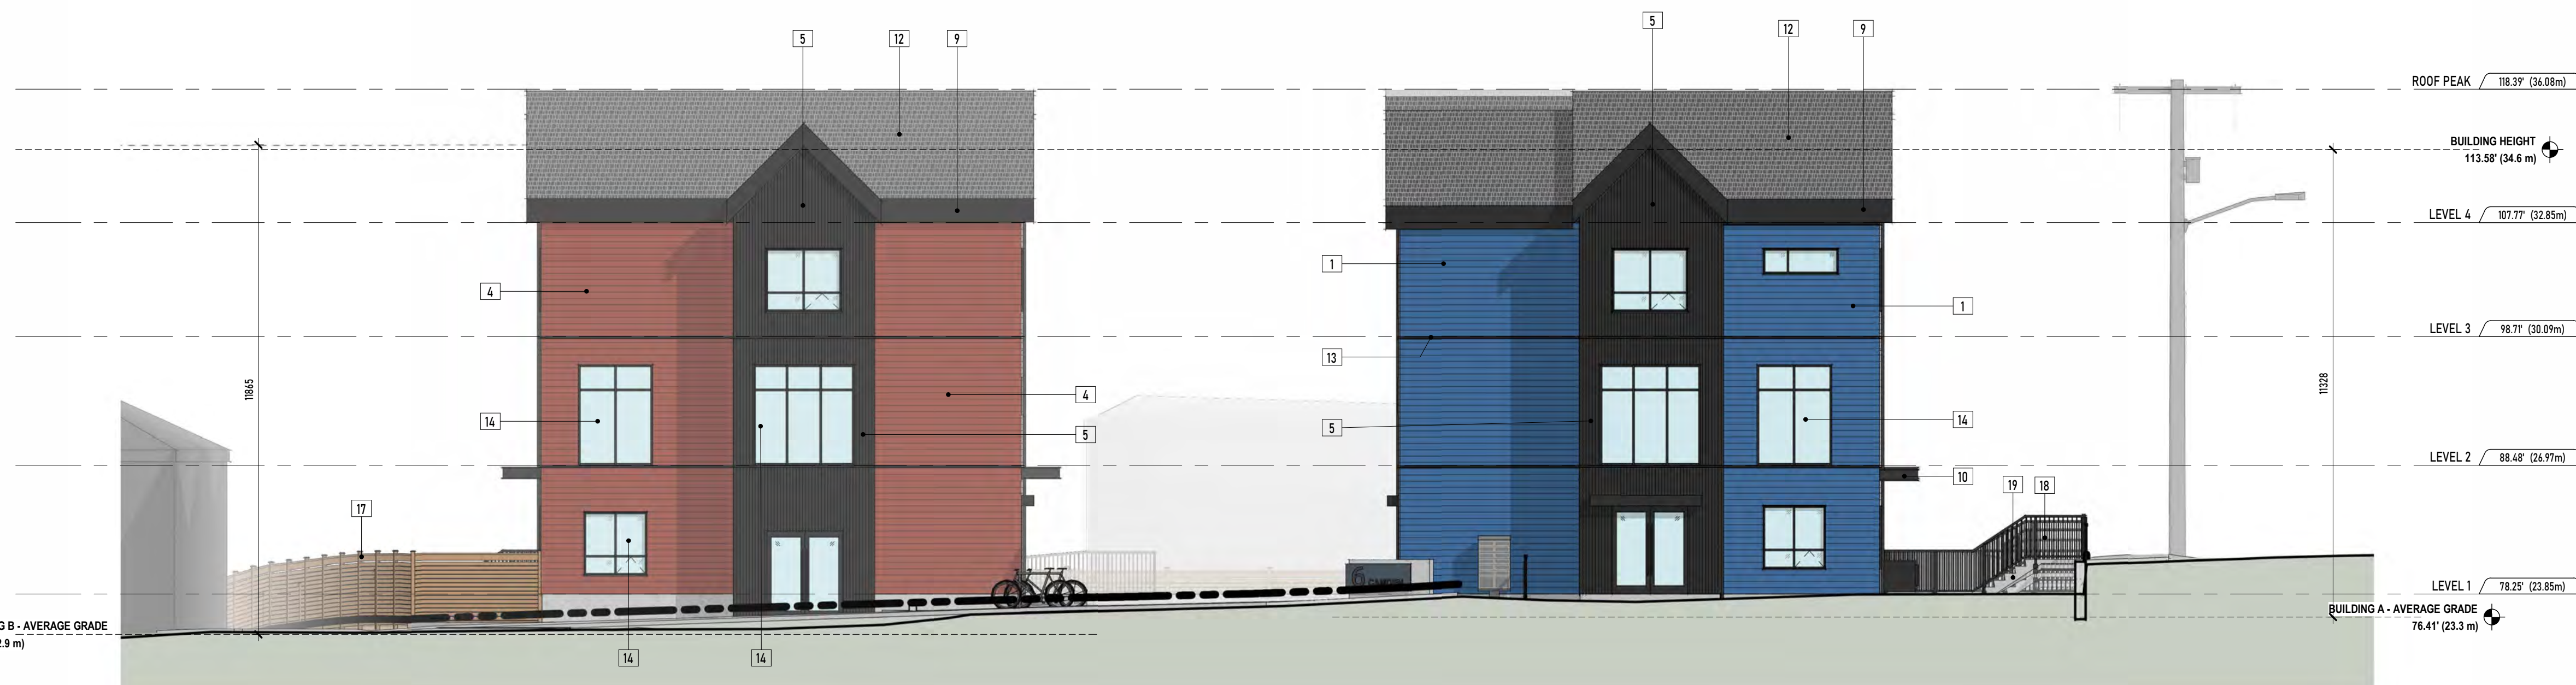 5
12
9
5
12
9
ROOF PEAK 118.39' (36.08m)
BUILDING HEIGHT
113.58' (34.6 m)
LEVEL 4 107.77' (32.85m)
4
1
1
LEVEL 3 98.71' (30.09m)
13
11865
11328
4
14
5
5
14
LEVEL 2 88.48' (26.97m)
10
19
18
17
6
LEVEL 1 78.25' (23.85m)
BUILDING A - AVERAGE GRADE
76.41' (23.3 m)
G B - AVERAGE GRADE
2.9 m)
14
14